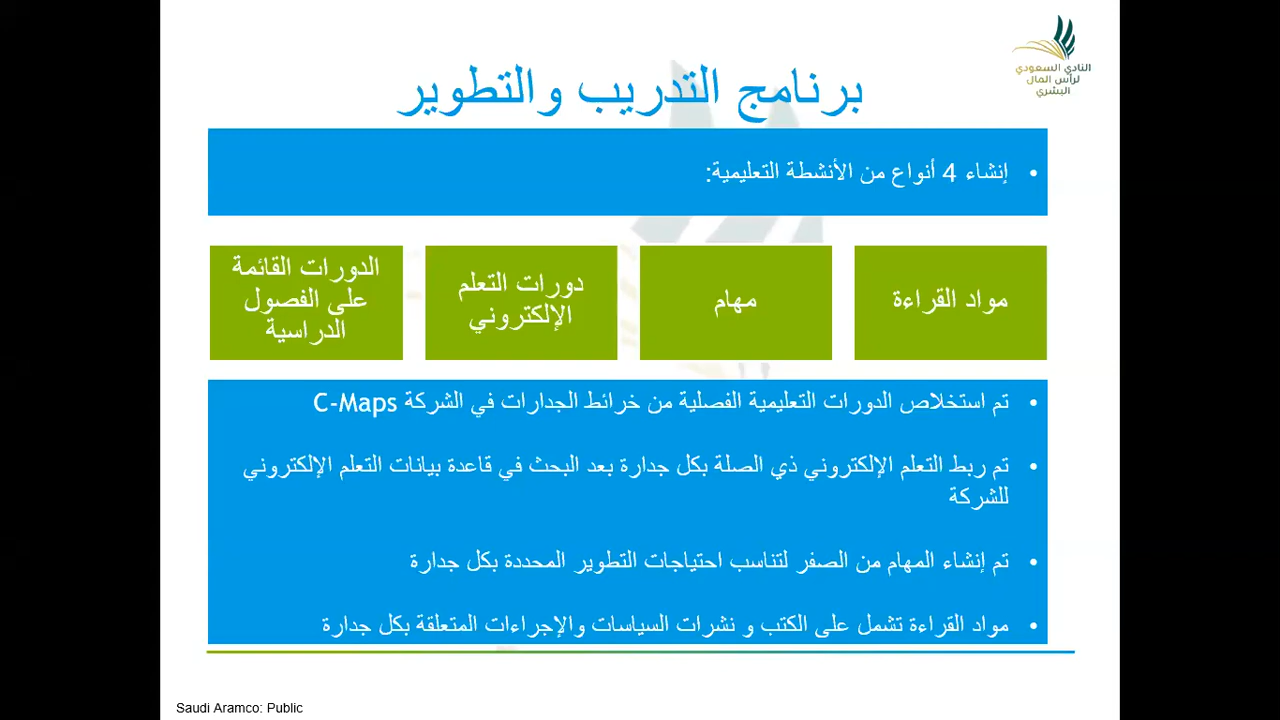 النادي السعودي
لرأس المال
البشري
برنامج التدريب والتطوير
• إنشاء 4 أنواع من الأنشطة التعليمية:
مواد القراءة
مهام
دورات التعلم
الإلكتروني
الدورات القائمة
على الفصول
الدراسية
• تم استخلاص الدورات التعليمية الفصلية من خرائط الجدارات في الشركة C-Maps
• تم ربط التعلم الإلكتروني ذي الصلة بكل جدارة بعد البحث في قاعدة بيانات التعلم الإلكتروني
للشركة
• تم إنشاء المهام من الصفر لتناسب احتياجات التطوير المحددة بكل جدارة
• مواد القراءة تشمل على الكتب و نشرات السياسات والإجراءات المتعلقة بكل جدارة
Saudi Aramco: Public